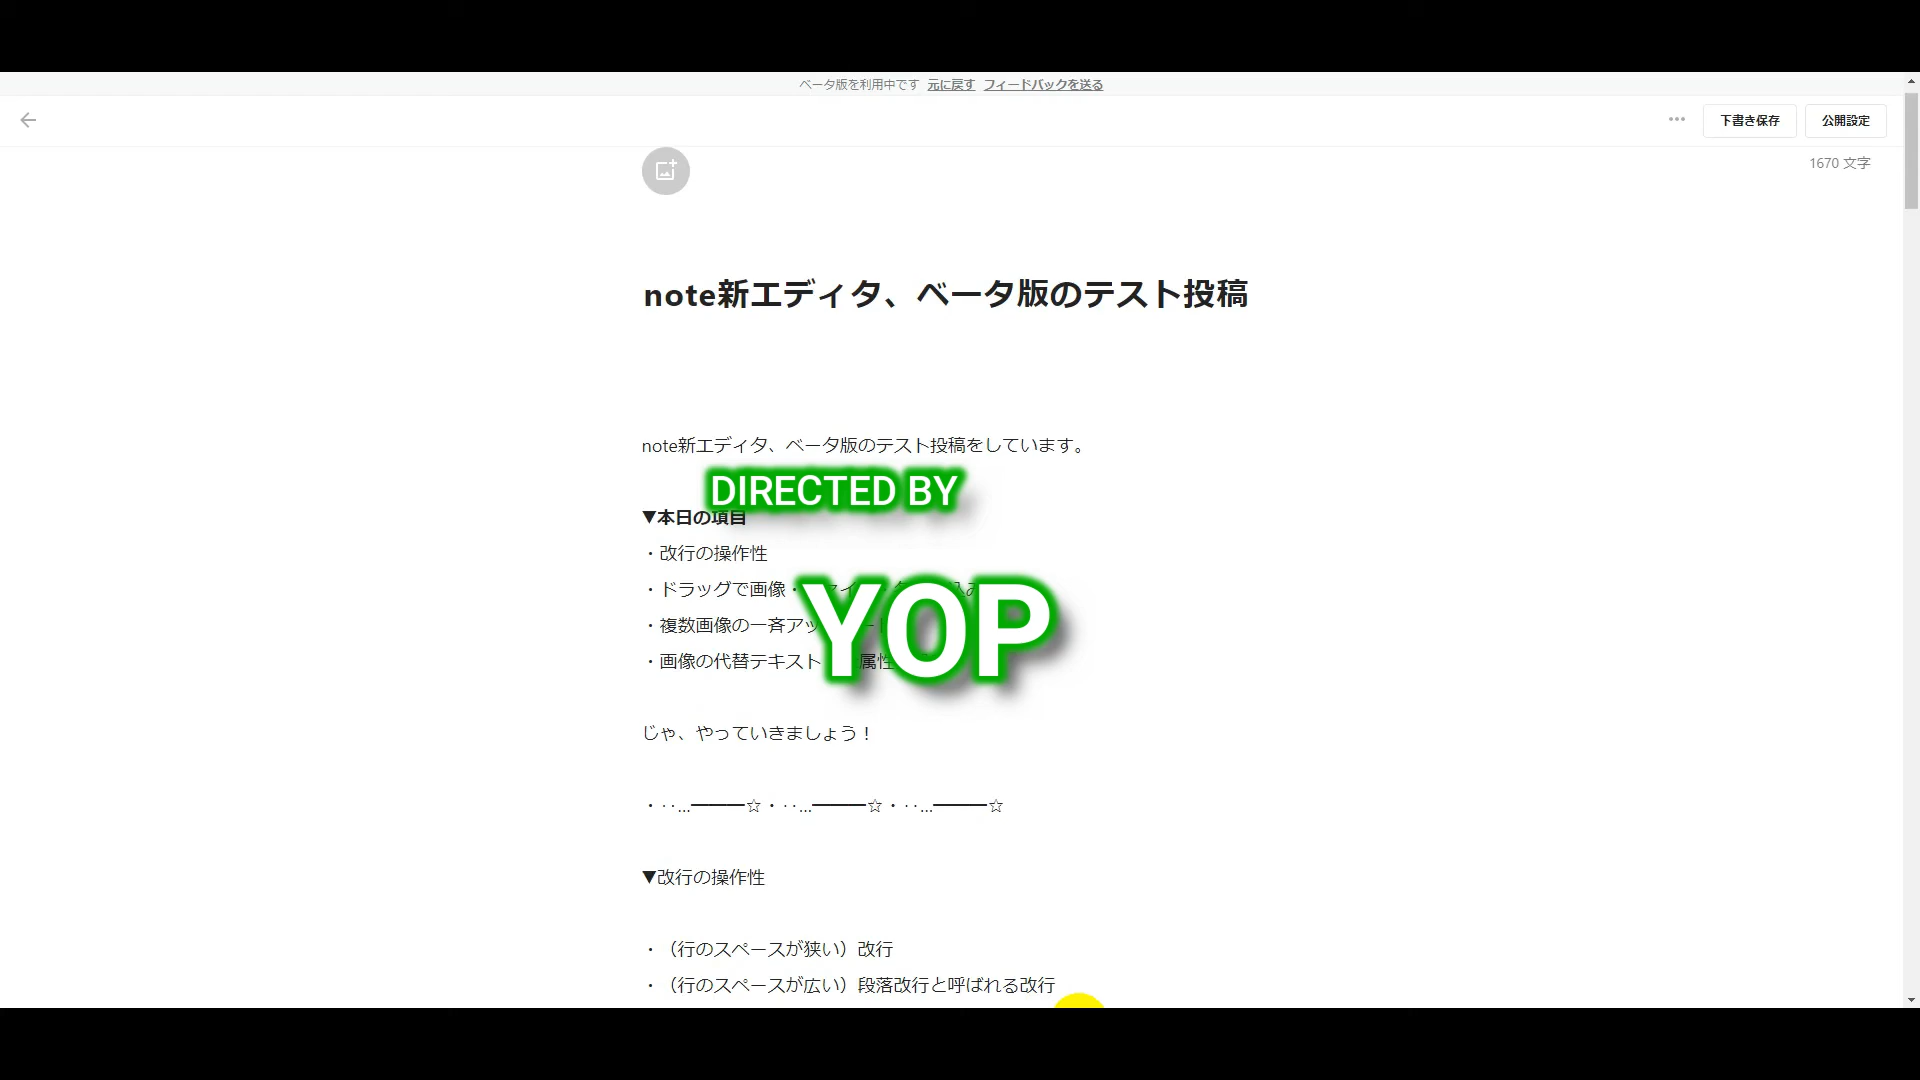 ベータ版を利用中です 元に戻す フィードバックを送る
下書き保存 公開設定
1670 文字
note新エディタ、ベータ版のテスト投稿
note新エディタ、ベータ版のテスト投稿をしています。
DIRECTED BY
▼本日の項目
・改行の操作性
・ドラッグで画像・
YOP
・複数画像の一斉アッ
・画像の代替テキスト 属性
じゃ、やっていきましょう！
・‥…━━━☆・‥…━━━☆・‥…━━━☆
▼改行の操作性
・（行のスペースが狭い）改行
・（行のスペースが広い）段落改行と呼ばれる改行